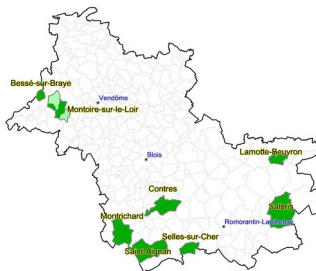 Bessé-sur-Braye
Vendôme
Montoire-sur-le-Loir
Blois
Lamotte-Beuvron
Contres
Salbris
Montrichard
Romorantin-Lanthenay
Selles-sur-Cher
Saint-Aignan